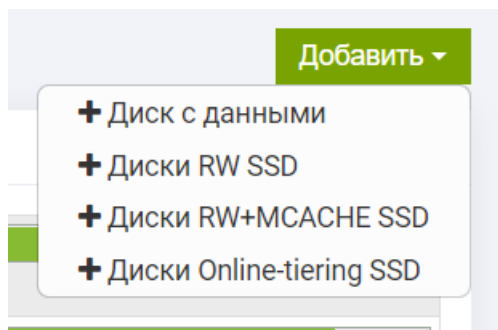 Добавить
Диск с данными
Диски RW SSD
Диски RW+MCACHE SSD
Диски Online-tiering SSD